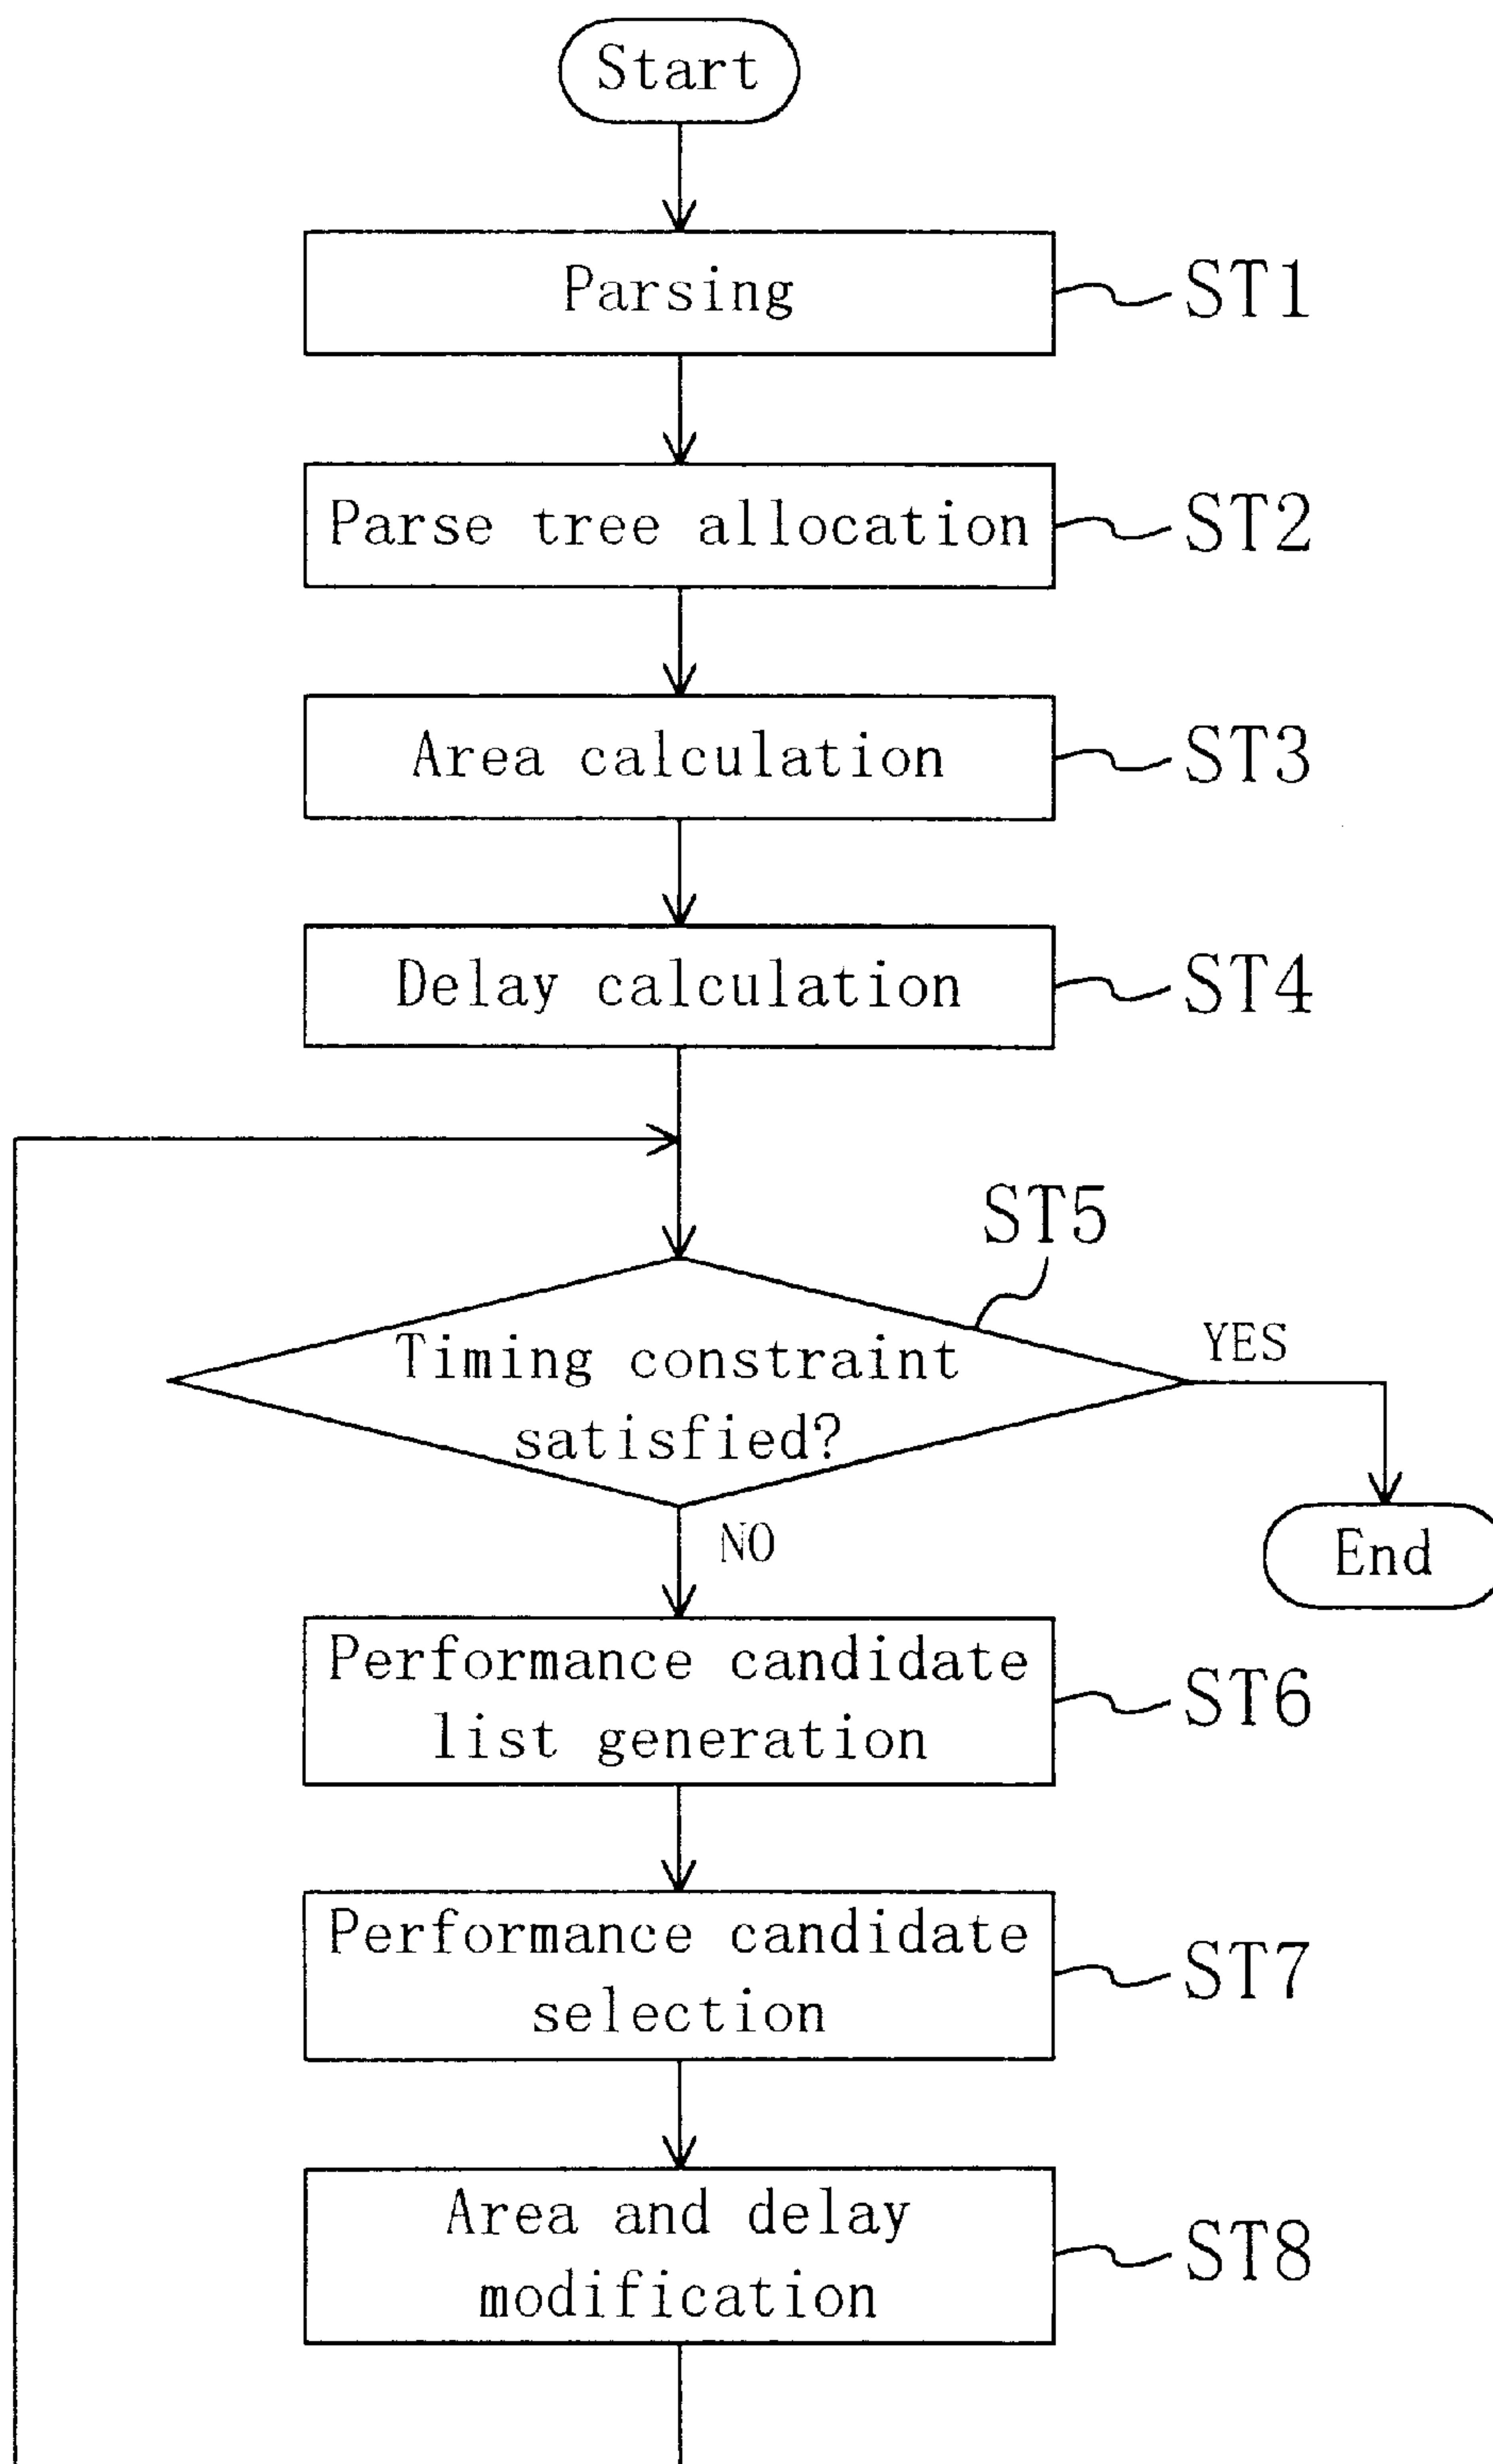 Start
Parsing
ST1
Parse tree allocation
ST2
Area calculation
ST3
Delay calculation
ST4
ST5
Timing constraint
satisfied?
YES
NO
End
Performance candidate
list generation
ST6
Performance candidate
selection
ST7
Area and delay
modification
ST8